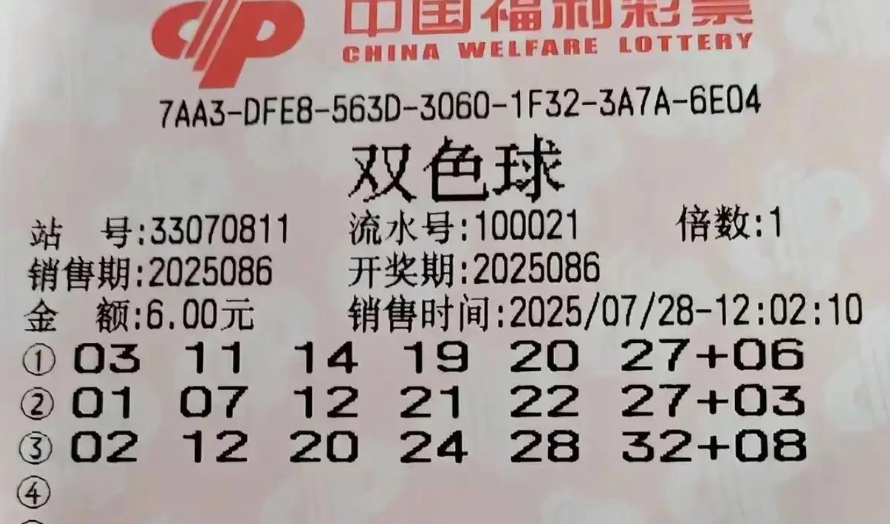 中国福利彩票
CHINA WELFARE LOTTERY
7AA3-DFE8-563D-3060-1F32-3A7A-6E04
双色球
站 号:33070811 流水号:100021 倍数:1
销售期:2025086 开奖期:2025086
金 额:6.00元 销售时间:2025/07/28-12:02:10
① 03 11 14 19 20 27+06
② 01 07 12 21 22 27+03
③ 02 12 20 24 28 32+08
④